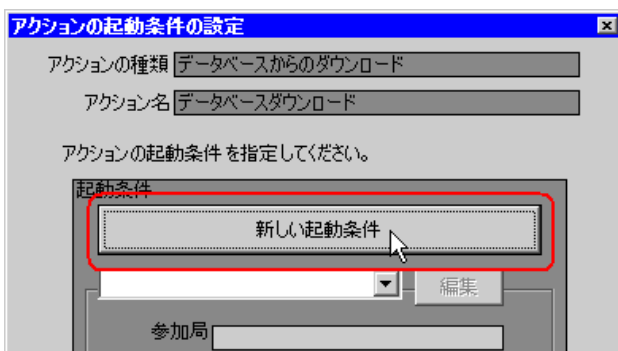 アクションの起動条件の設定
アクションの種類 データベースからのダウンロード
アクション名 データベースダウンロード
アクションの起動条件 を指定してください。
起動条件
新しい起動条件
編集
参加局